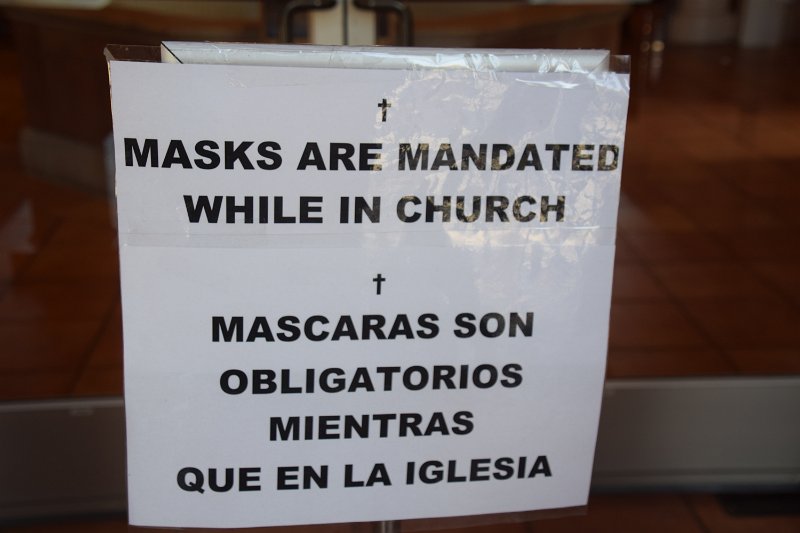 †
MASKS ARE MANDATED
WHILE IN CHURCH
†
MASCARAS SON
OBLIGATORIOS
MIENTRAS
QUE EN LA IGLESIA